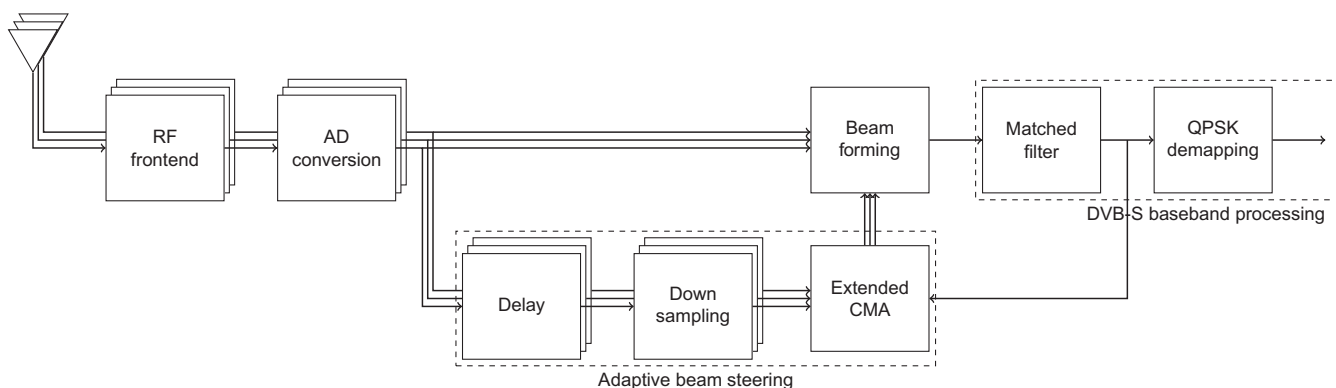 RF
frontend
AD
conversion
Beam
forming
Matched
filter
QPSK
demapping
DVB-S baseband processing
Delay
Down
sampling
Extended
CMA
Adaptive beam steering